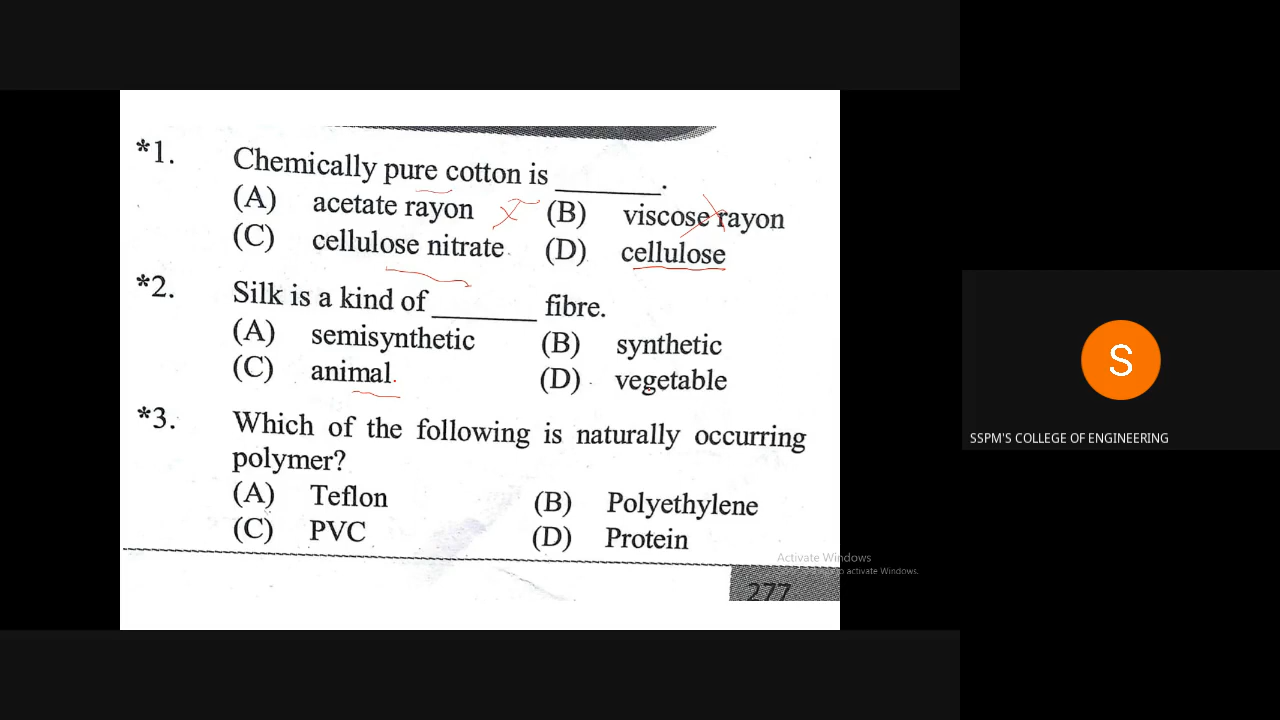 *1. Chemically pure cotton is ________.
(A) acetate rayon (B) viscose rayon
(C) cellulose nitrate (D) cellulose
*2. Silk is a kind of ________ fibre.
(A) semisynthetic (B) synthetic
(C) animal (D) vegetable
*3. Which of the following is naturally occurring
polymer?
(A) Teflon (B) Polyethylene
(C) PVC (D) Protein
277
Activate Windows
o activate Windows.
S
SSPM'S COLLEGE OF ENGINEERING